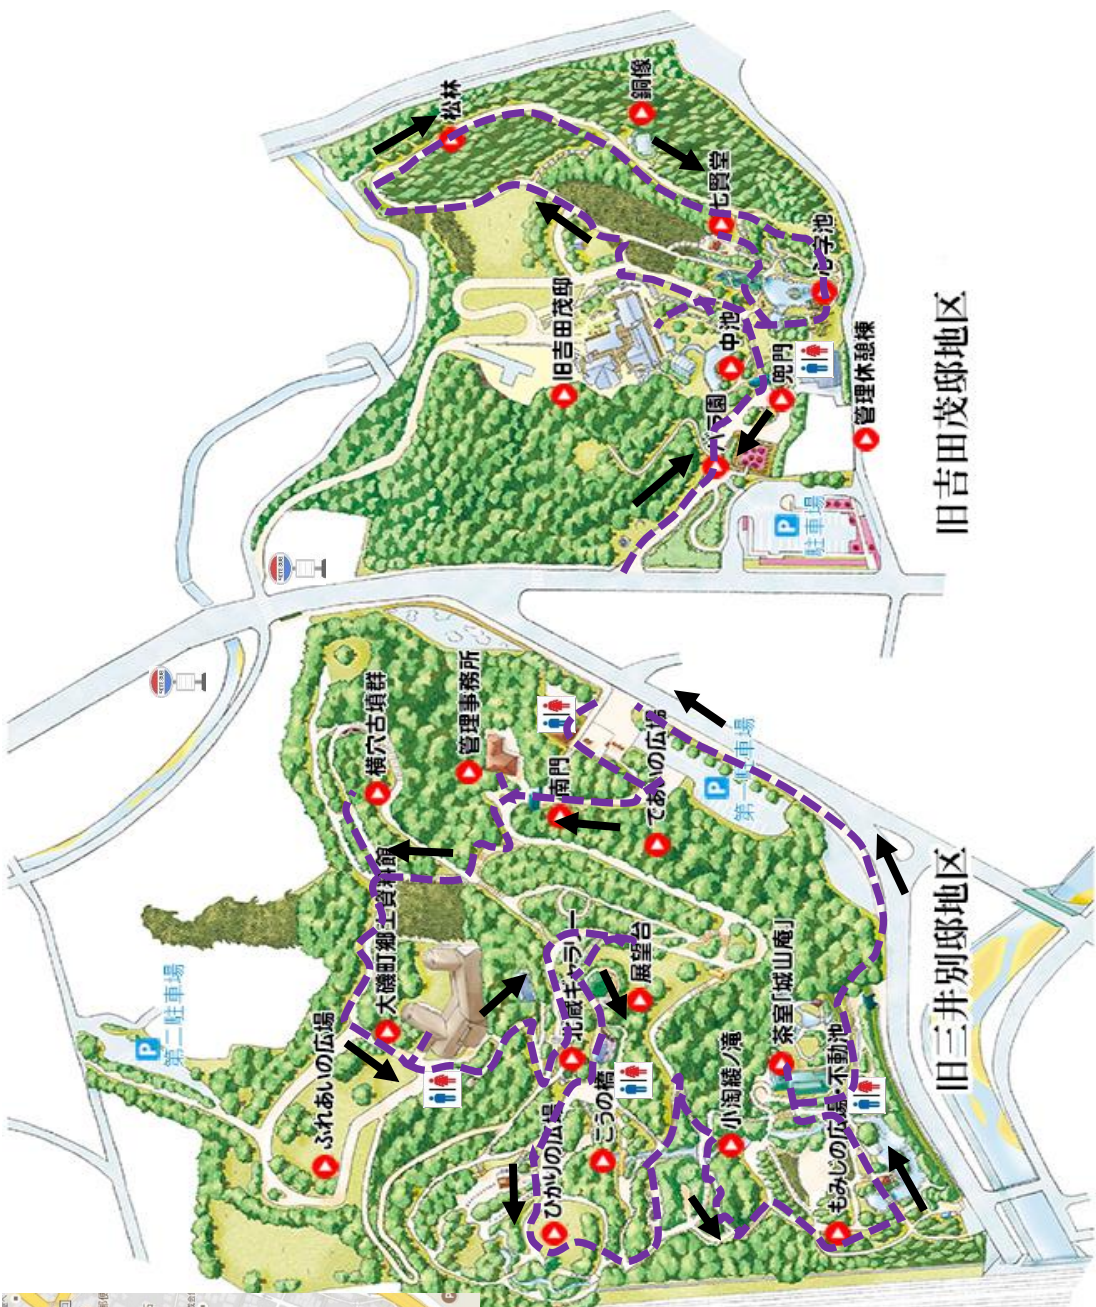 松林
銅像
七賢堂
心字池
旧吉田茂邸
中池
兜門
バラ園
管理休憩棟
P
駐車場
旧吉田茂邸地区
横穴古墳群
管理事務所
南門
であいの広場
P
第一駐車場
大磯町郷土資料館
P
第二駐車場
ふれあいの広場
北蔵ギャラリー
展望台
こうの橋
ひかりの広場
小淘綾ノ滝
茶室「城山庵」
もみじの広場・不動池
旧三井別邸地区